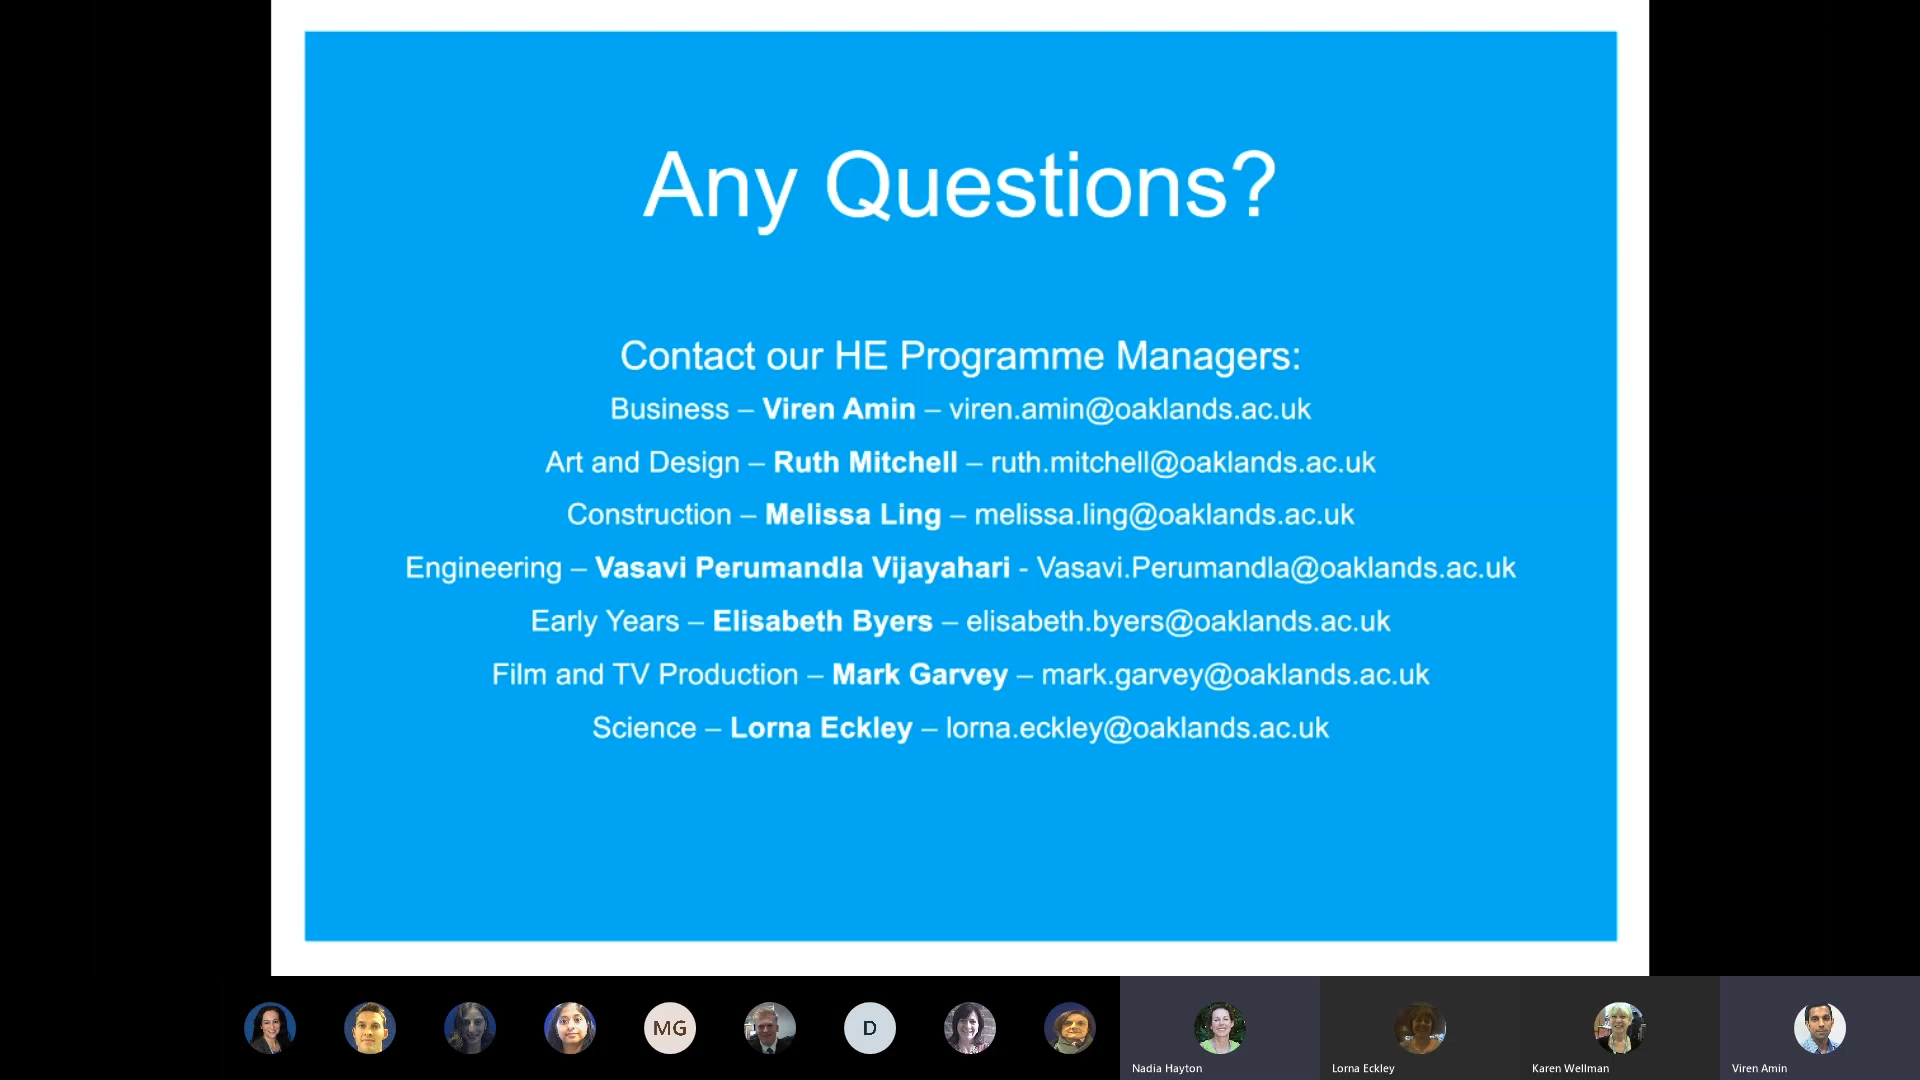 Any Questions?
Contact our HE Programme Managers:
Business – Viren Amin – viren.amin@oaklands.ac.uk
Art and Design – Ruth Mitchell – ruth.mitchell@oaklands.ac.uk
Construction – Melissa Ling – melissa.ling@oaklands.ac.uk
Engineering – Vasavi Perumandla Vijayahari - Vasavi.Perumandla@oaklands.ac.uk
Early Years – Elisabeth Byers – elisabeth.byers@oaklands.ac.uk
Film and TV Production – Mark Garvey – mark.garvey@oaklands.ac.uk
Science – Lorna Eckley – lorna.eckley@oaklands.ac.uk
MG
D
Nadia Hayton
Lorna Eckley
Karen Wellman
Viren Amin